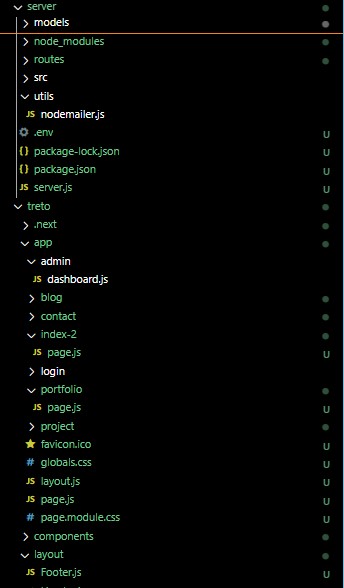 server
models
node_modules
routes
src
utils
JS nodemailer.js
.env U
{} package-lock.json U
{} package.json U
JS server.js U
treto
.next
app
admin
JS dashboard.js
blog
contact
index-2
JS page.js U
login
portfolio
JS page.js U
project
favicon.ico U
# globals.css U
JS layout.js U
JS page.js U
# page.module.css U
components
layout
JS Footer.js U